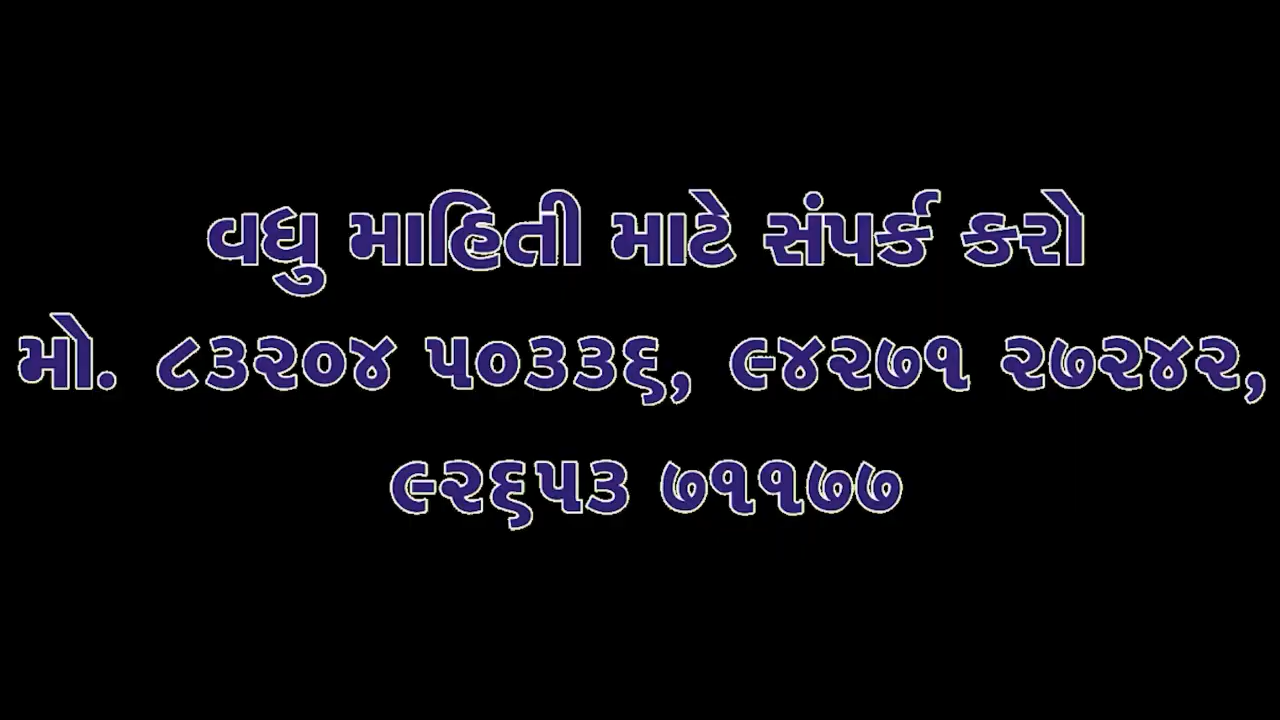 વધુ માહિતી માટે સંપર્ક કરો
મો. ૮૩૨૦૪ ૫૦૩૩૬, ૯૪૨૭૧ ૨૭૨૪૨,
૯૨૬૫૩ ૭૧૧૭૭